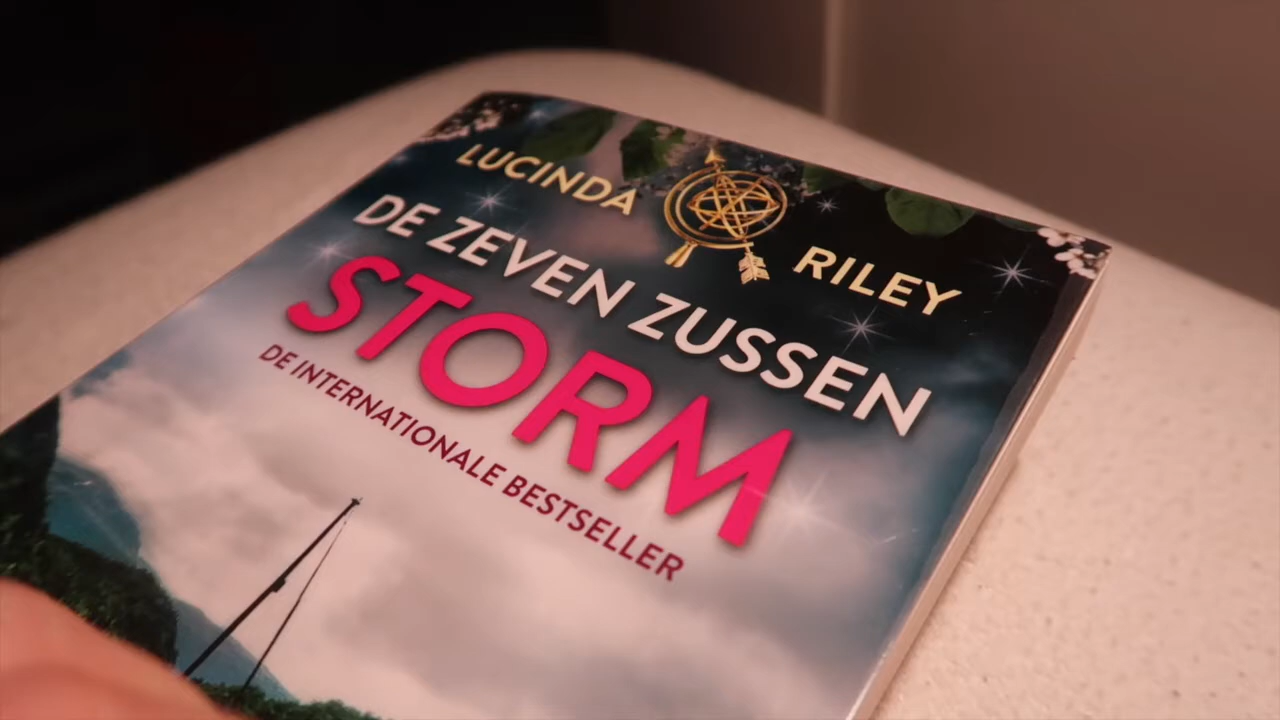 LUCINDA RILEY
DE ZEVEN ZUSSEN
STORM
DE INTERNATIONALE BESTSELLER